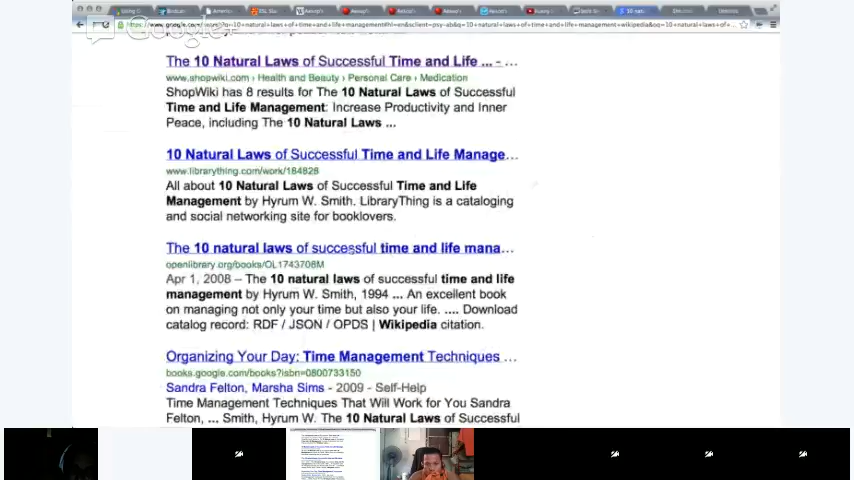 Google
The 10 Natural Laws of Successful Time and Life ... - ...
www.shopwiki.com › Health and Beauty › Personal Care › Medication
ShopWiki has 8 results for The 10 Natural Laws of Successful
Time and Life Management: Increase Productivity and Inner
Peace, including The 10 Natural Laws ...
10 Natural Laws of Successful Time and Life Manage...
www.librarything.com/work/184828
All about 10 Natural Laws of Successful Time and Life
Management by Hyrum W. Smith. LibraryThing is a cataloging
and social networking site for booklovers.
The 10 natural laws of successful time and life mana...
openlibrary.org/books/OL1743708M
Apr 1, 2008 – The 10 natural laws of successful time and life
management by Hyrum W. Smith, 1994 ... An excellent book
on managing not only your time but also your life. .... Download
catalog record: RDF / JSON / OPDS | Wikipedia citation.
Organizing Your Day: Time Management Techniques ...
books.google.com/books?isbn=0800733150
Sandra Felton, Marsha Sims - 2009 - Self-Help
Time Management Techniques That Will Work for You Sandra
Felton, ... Smith, Hyrum W. The 10 Natural Laws of Successful